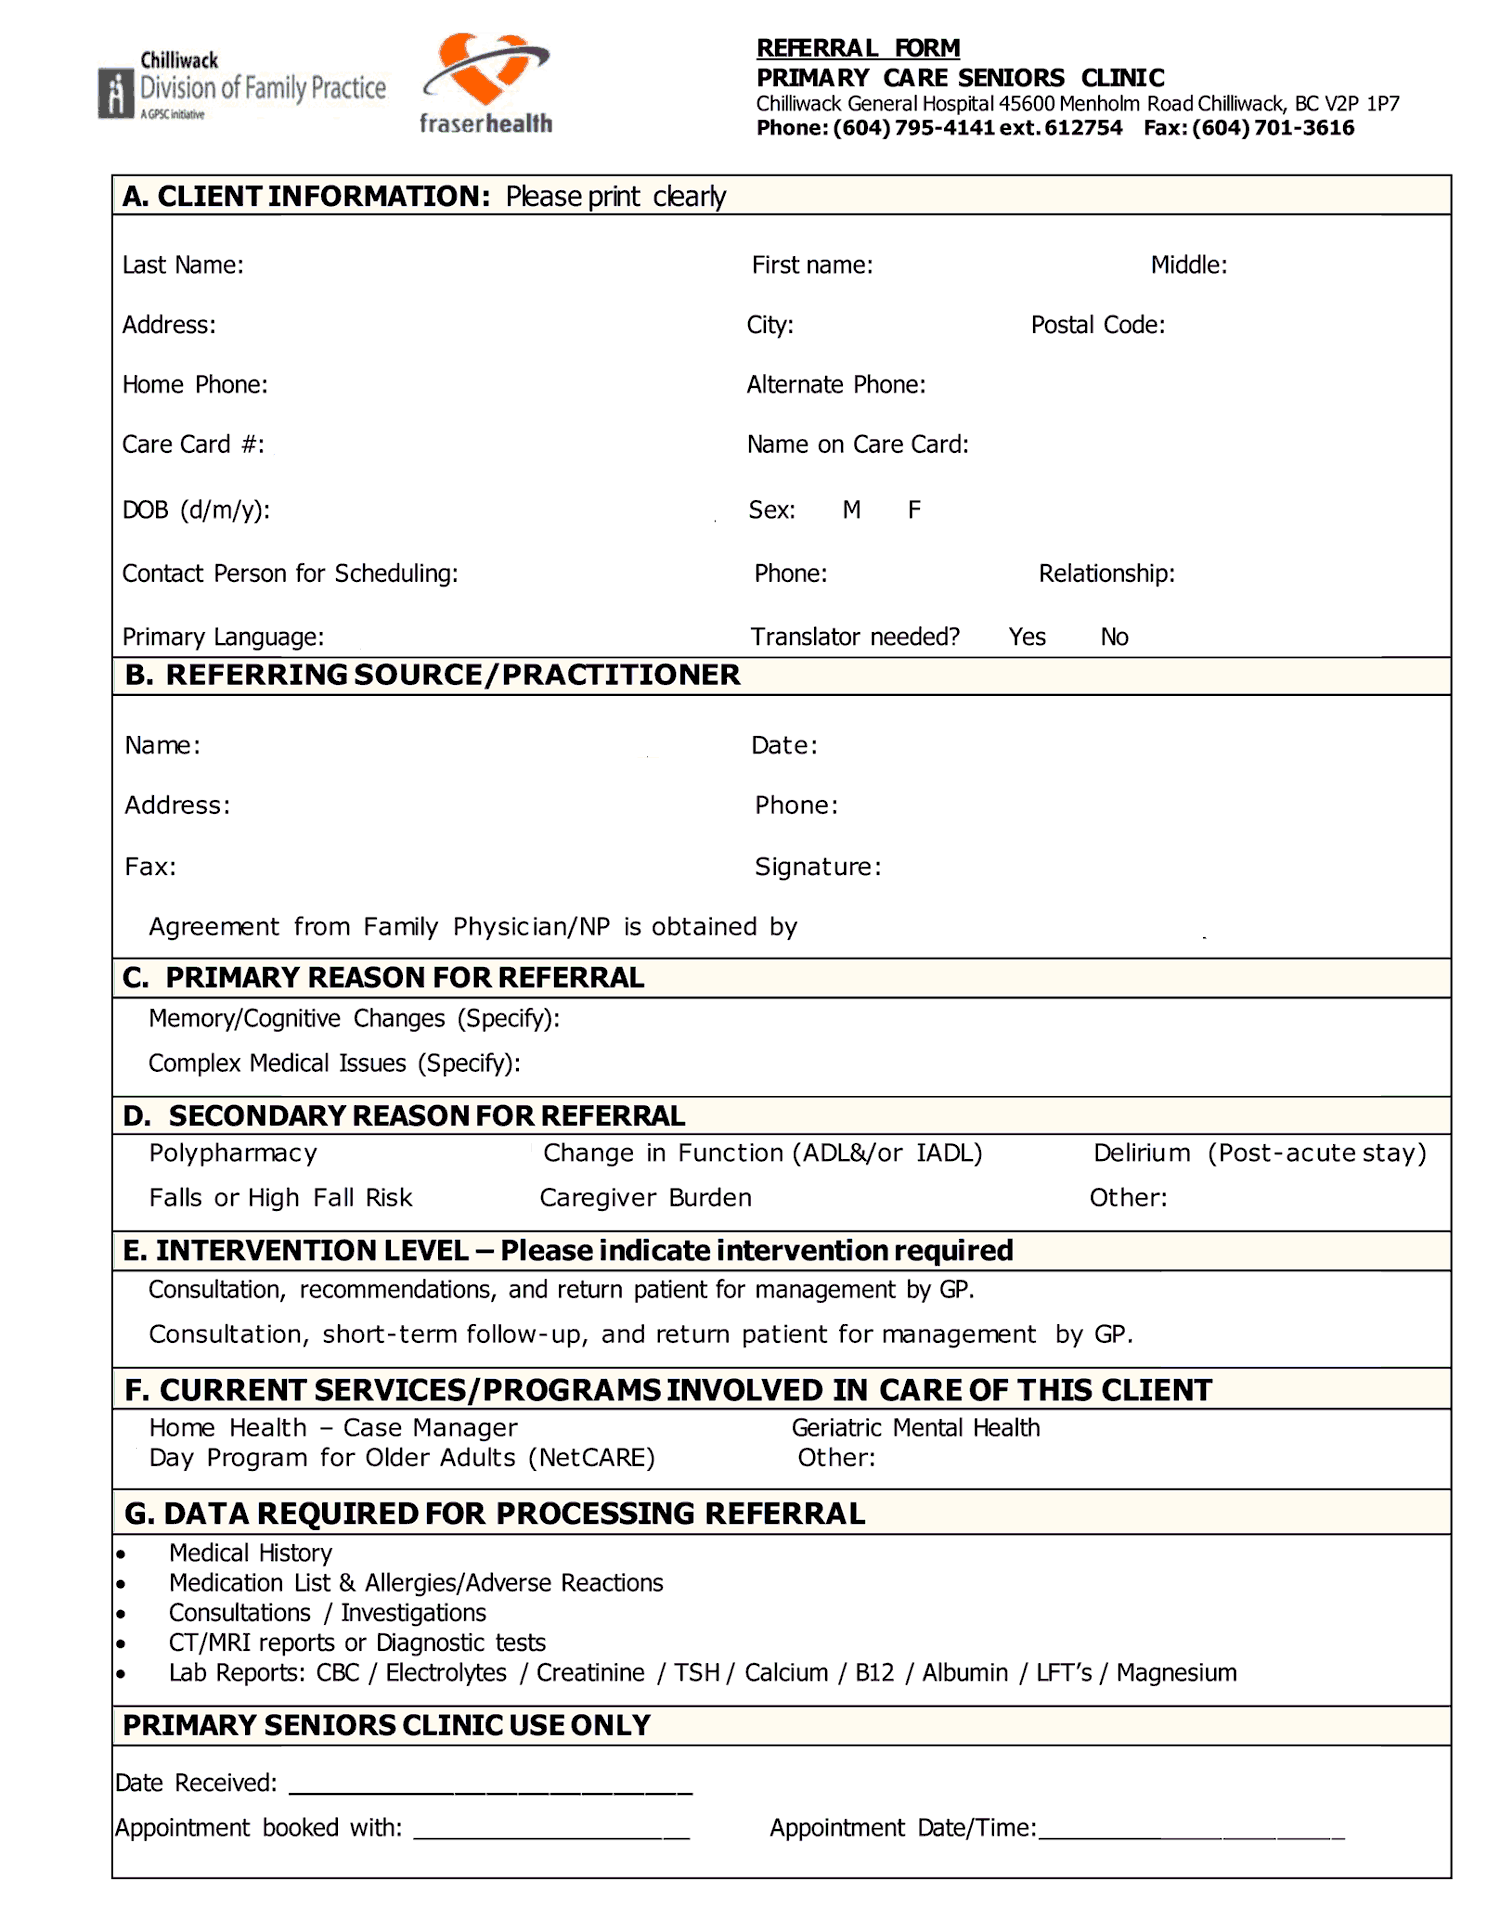 Chilliwack
Division of Family Practice
A GPSC initiative
fraserhealth
REFERRAL FORM
PRIMARY CARE SENIORS CLINIC
Chilliwack General Hospital 45600 Menholm Road Chilliwack, BC V2P 1P7
Phone: (604) 795-4141 ext. 612754 Fax: (604) 701-3616
A. CLIENT INFORMATION: Please print clearly
Last Name: First name: Middle:
Address: City: Postal Code:
Home Phone: Alternate Phone:
Care Card #: Name on Care Card:
DOB (d/m/y): Sex: M F
Contact Person for Scheduling: Phone: Relationship:
Primary Language: Translator needed? Yes No
B. REFERRING SOURCE/PRACTITIONER
Name: Date:
Address: Phone:
Fax: Signature:
Agreement from Family Physician/NP is obtained by
C. PRIMARY REASON FOR REFERRAL
Memory/Cognitive Changes (Specify):
Complex Medical Issues (Specify):
D. SECONDARY REASON FOR REFERRAL
Polypharmacy Change in Function (ADL&/or IADL) Delirium (Post-acute stay)
Falls or High Fall Risk Caregiver Burden Other:
E. INTERVENTION LEVEL – Please indicate intervention required
Consultation, recommendations, and return patient for management by GP.
Consultation, short-term follow-up, and return patient for management by GP.
F. CURRENT SERVICES/PROGRAMS INVOLVED IN CARE OF THIS CLIENT
Home Health – Case Manager Geriatric Mental Health
Day Program for Older Adults (NetCARE) Other:
G. DATA REQUIRED FOR PROCESSING REFERRAL
• Medical History
• Medication List & Allergies/Adverse Reactions
• Consultations / Investigations
• CT/MRI reports or Diagnostic tests
• Lab Reports: CBC / Electrolytes / Creatinine / TSH / Calcium / B12 / Albumin / LFT’s / Magnesium
PRIMARY SENIORS CLINIC USE ONLY
Date Received: ____________________
Appointment booked with: ____________________ Appointment Date/Time:____________________